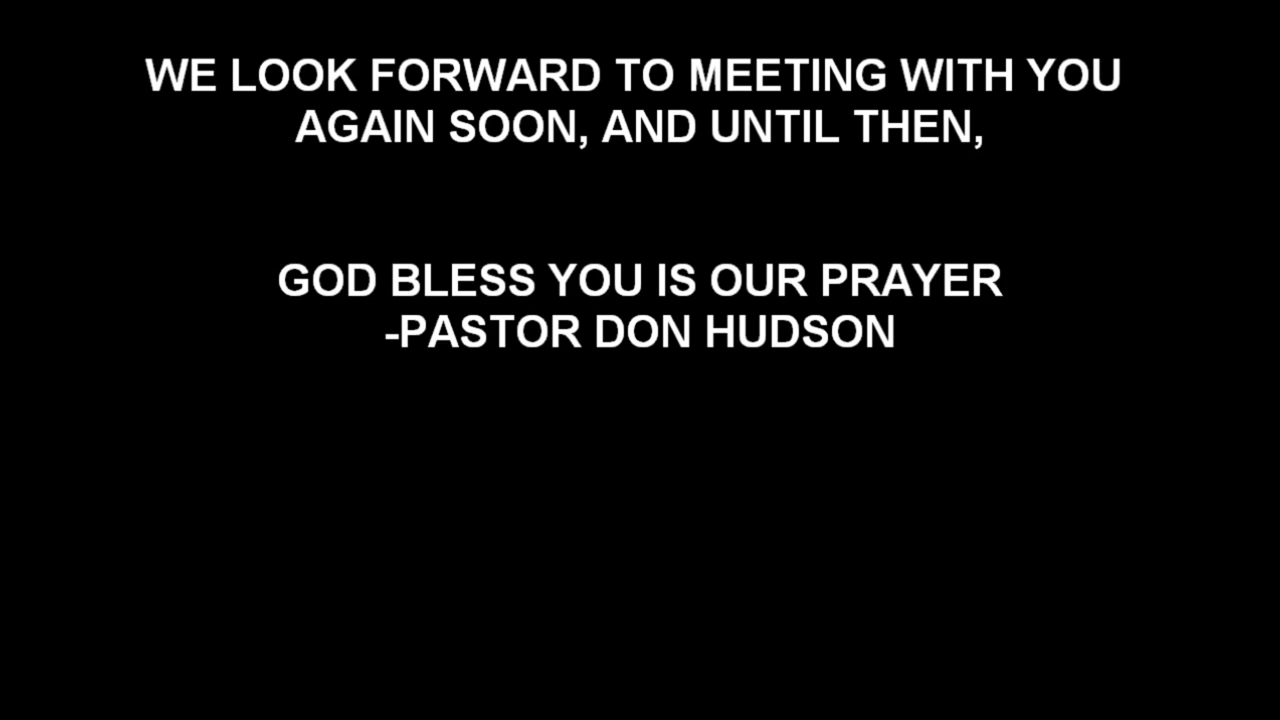 WE LOOK FORWARD TO MEETING WITH YOU
AGAIN SOON, AND UNTIL THEN,
GOD BLESS YOU IS OUR PRAYER
-PASTOR DON HUDSON